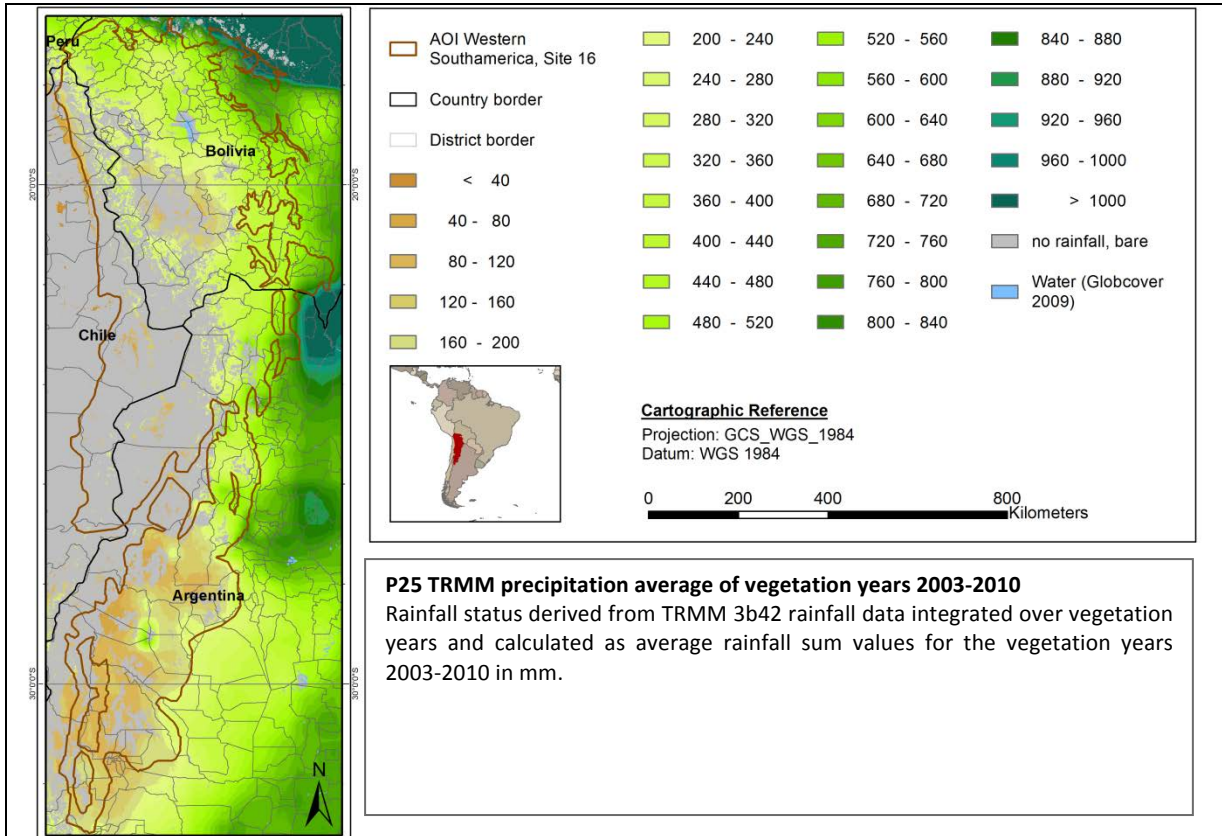 Perú
Bolivia
Chile
Argentina
20°0'0"S
20°0'0"S
30°0'0"S
30°0'0"S
N
AOI Western
Southamerica, Site 16
Country border
District border
< 40
40 - 80
80 - 120
120 - 160
160 - 200
200 - 240
240 - 280
280 - 320
320 - 360
360 - 400
400 - 440
440 - 480
480 - 520
520 - 560
560 - 600
600 - 640
640 - 680
680 - 720
720 - 760
760 - 800
800 - 840
840 - 880
880 - 920
920 - 960
960 - 1000
> 1000
no rainfall, bare
Water (Globcover
2009)
Cartographic Reference
Projection: GCS_WGS_1984
Datum: WGS 1984
0 200 400 800
Kilometers
P25 TRMM precipitation average of vegetation years 2003-2010
Rainfall status derived from TRMM 3b42 rainfall data integrated over vegetation
years and calculated as average rainfall sum values for the vegetation years
2003-2010 in mm.